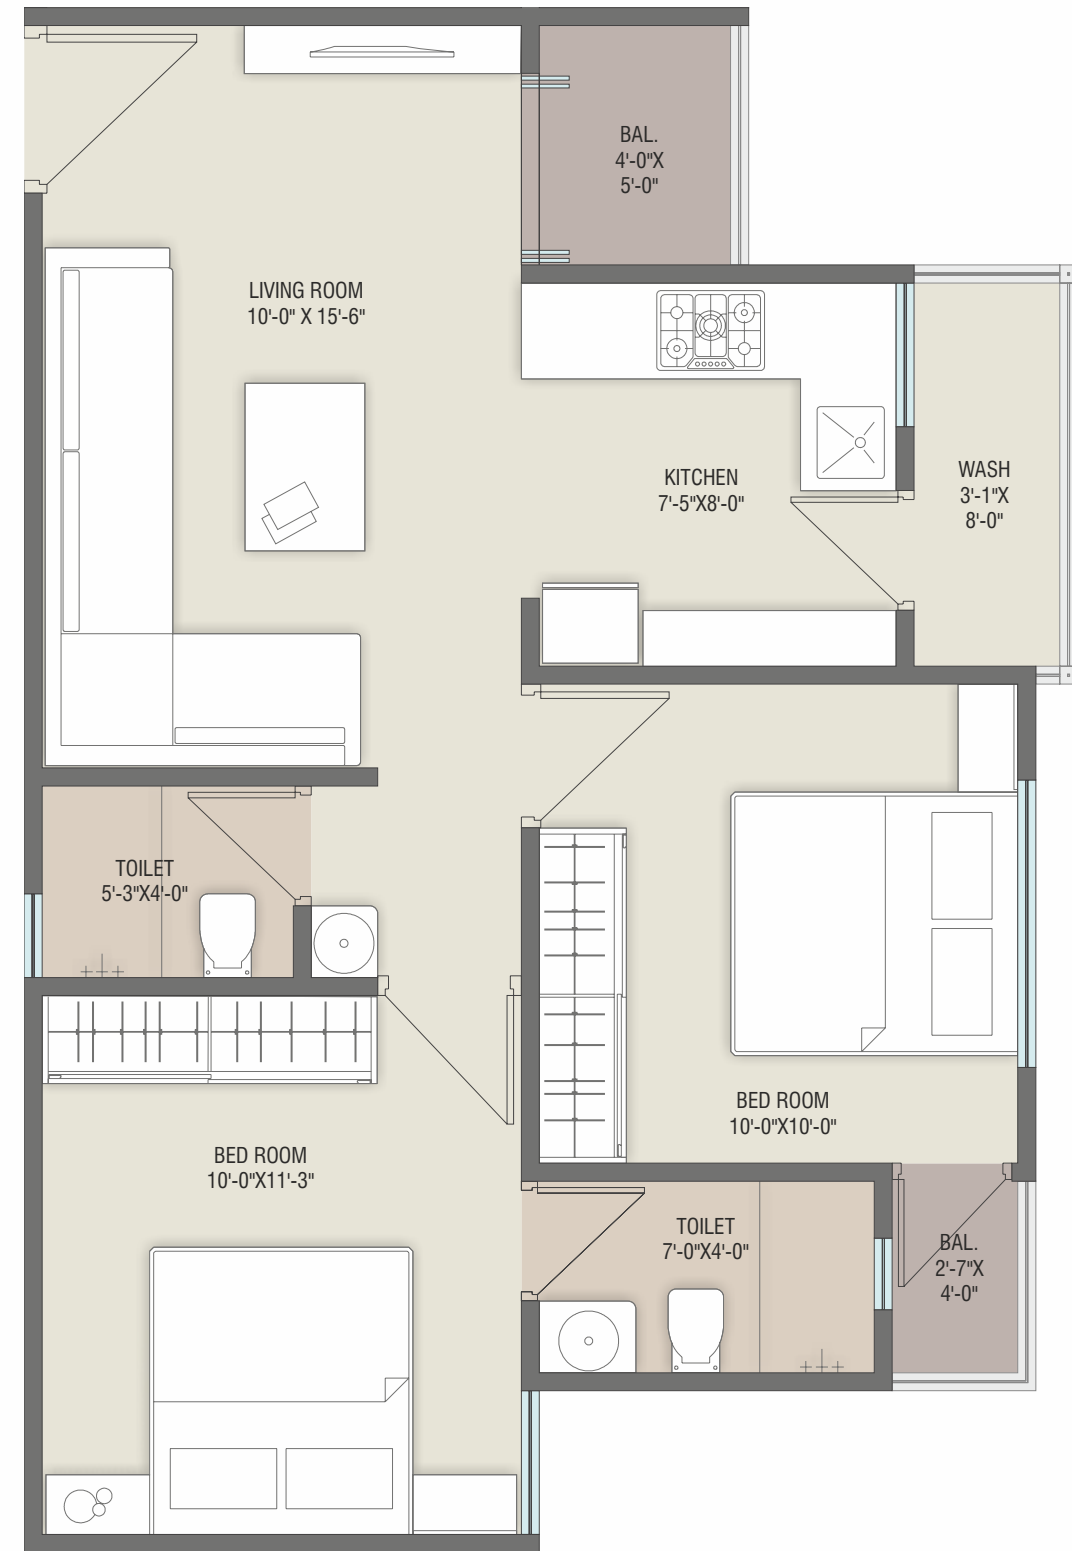 BAL.
4'-0"X
5'-0"
LIVING ROOM
10'-0" X 15'-6"
KITCHEN
7'-5"X8'-0"
WASH
3'-1"X
8'-0"
TOILET
5'-3"X4'-0"
BED ROOM
10'-0"X10'-0"
BED ROOM
10'-0"X11'-3"
TOILET
7'-0"X4'-0"
BAL.
2'-7"X
4'-0"